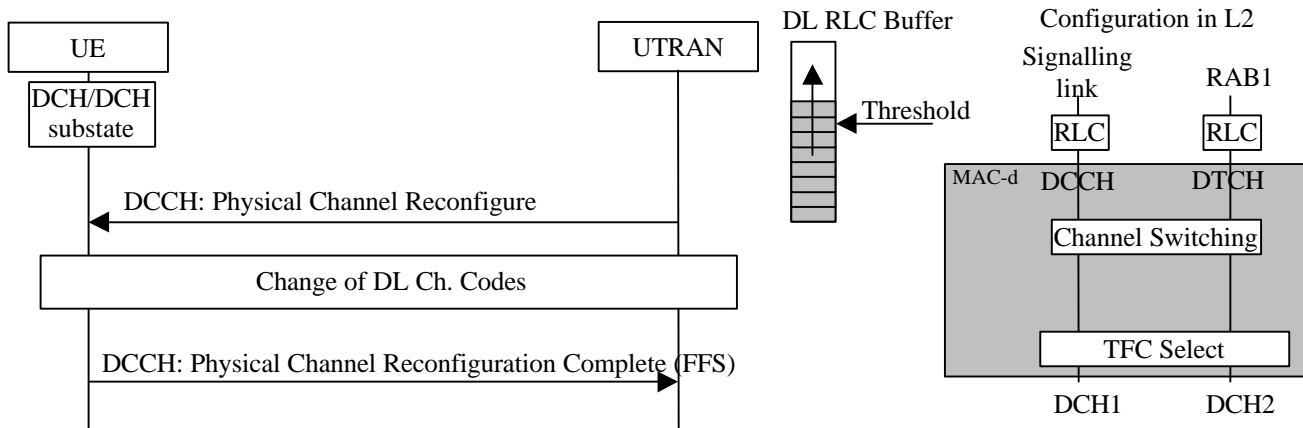 DL RLC Buffer
Configuration in L2
UE
UTRAN
Signalling
link
RAB1
DCH/DCH
substate
Threshold
RLC
RLC
MAC-d
DCCH
DTCH
DCCH: Physical Channel Reconfigure
Channel Switching
Change of DL Ch. Codes
TFC Select
DCCH: Physical Channel Reconfiguration Complete (FFS)
DCH1
DCH2